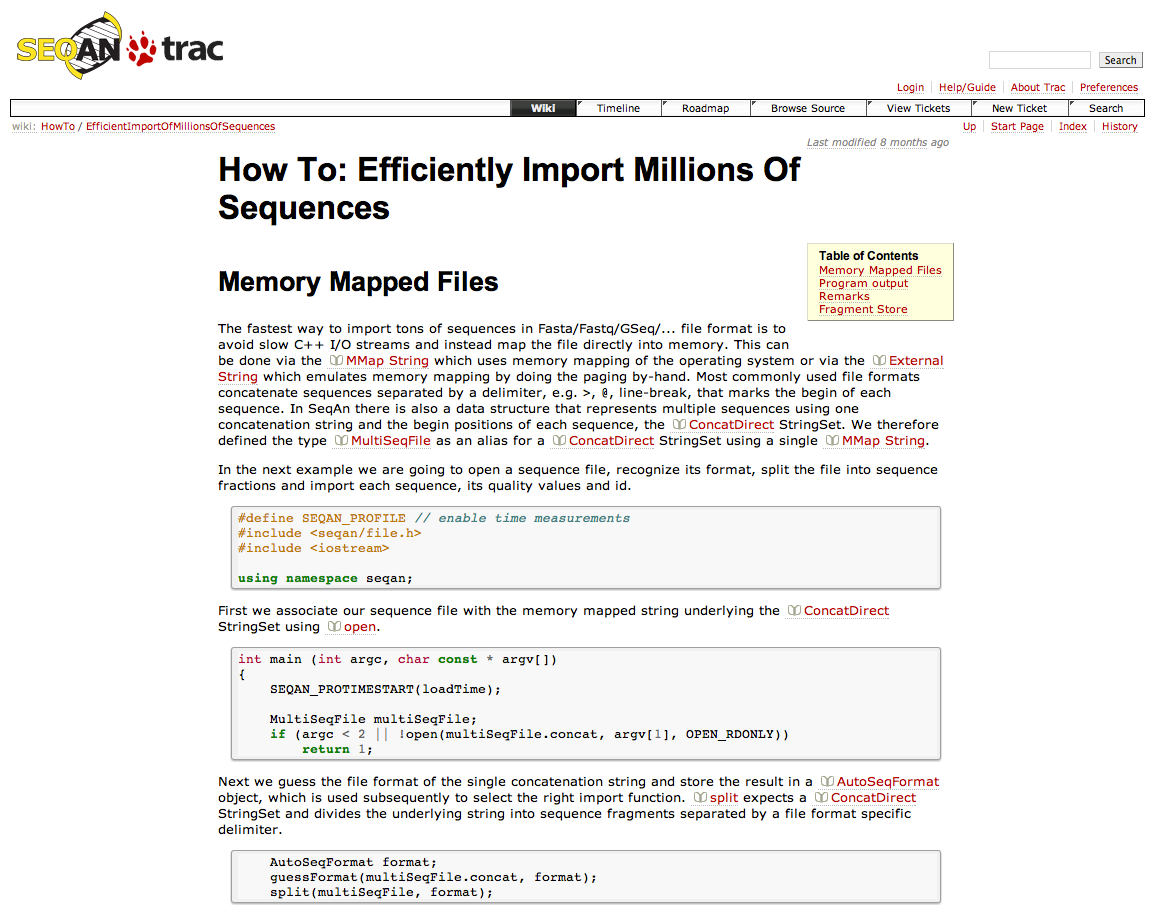 SEQAN trac
Search
Login Help/Guide About Trac Preferences
Wiki Timeline Roadmap Browse Source View Tickets New Ticket Search
wiki: HowTo / EfficientImportOfMillionsOfSequences Up Start Page Index History
Last modified 8 months ago
How To: Efficiently Import Millions Of
Sequences
Table of Contents
Memory Mapped Files
Program output
Remarks
Fragment Store
Memory Mapped Files
The fastest way to import tons of sequences in Fasta/Fastq/GSeq/... file format is to
avoid slow C++ I/O streams and instead map the file directly into memory. This can
be done via the MMap String which uses memory mapping of the operating system or via the External
String which emulates memory mapping by doing the paging by-hand. Most commonly used file formats
concatenate sequences separated by a delimiter, e.g. >, @, line-break, that marks the begin of each
sequence. In SeqAn there is also a data structure that represents multiple sequences using one
concatenation string and the begin positions of each sequence, the ConcatDirect StringSet. We therefore
defined the type MultiSeqFile as an alias for a ConcatDirect StringSet using a single MMap String.
In the next example we are going to open a sequence file, recognize its format, split the file into sequence
fractions and import each sequence, its quality values and id.
#define SEQAN_PROFILE // enable time measurements
#include <seqan/file.h>
#include <iostream>
using namespace seqan;
First we associate our sequence file with the memory mapped string underlying the ConcatDirect
StringSet using open.
int main (int argc, char const * argv[])
{
SEQAN_PROTIMESTART(loadTime);
MultiSeqFile multiSeqFile;
if (argc < 2 || !open(multiSeqFile.concat, argv[1], OPEN_RDONLY))
return 1;
Next we guess the file format of the single concatenation string and store the result in a AutoSeqFormat
object, which is used subsequently to select the right import function. split expects a ConcatDirect
StringSet and divides the underlying string into sequence fragments separated by a file format specific
delimiter.
AutoSeqFormat format;
guessFormat(multiSeqFile.concat, format);
split(multiSeqFile, format);